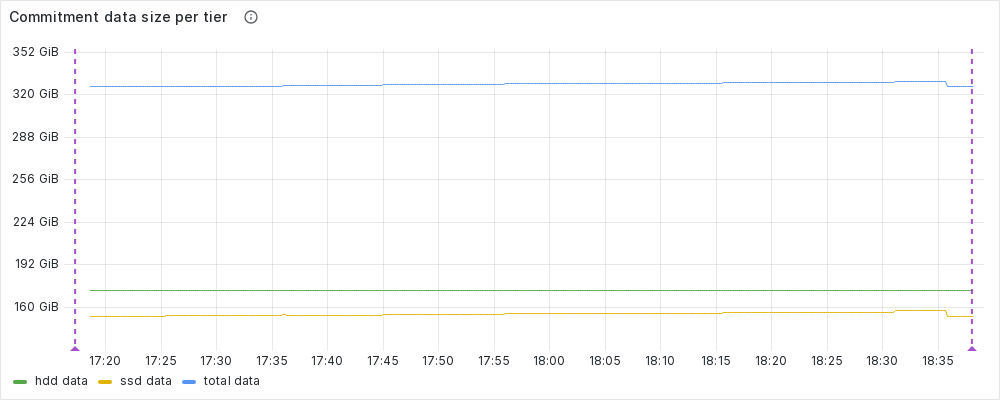 Commitment data size per tier
352 GiB
320 GiB
288 GiB
256 GiB
224 GiB
192 GiB
160 GiB
17:20 17:25 17:30 17:35 17:40 17:45 17:50 17:55 18:00 18:05 18:10 18:15 18:20 18:25 18:30 18:35
hdd data ssd data total data